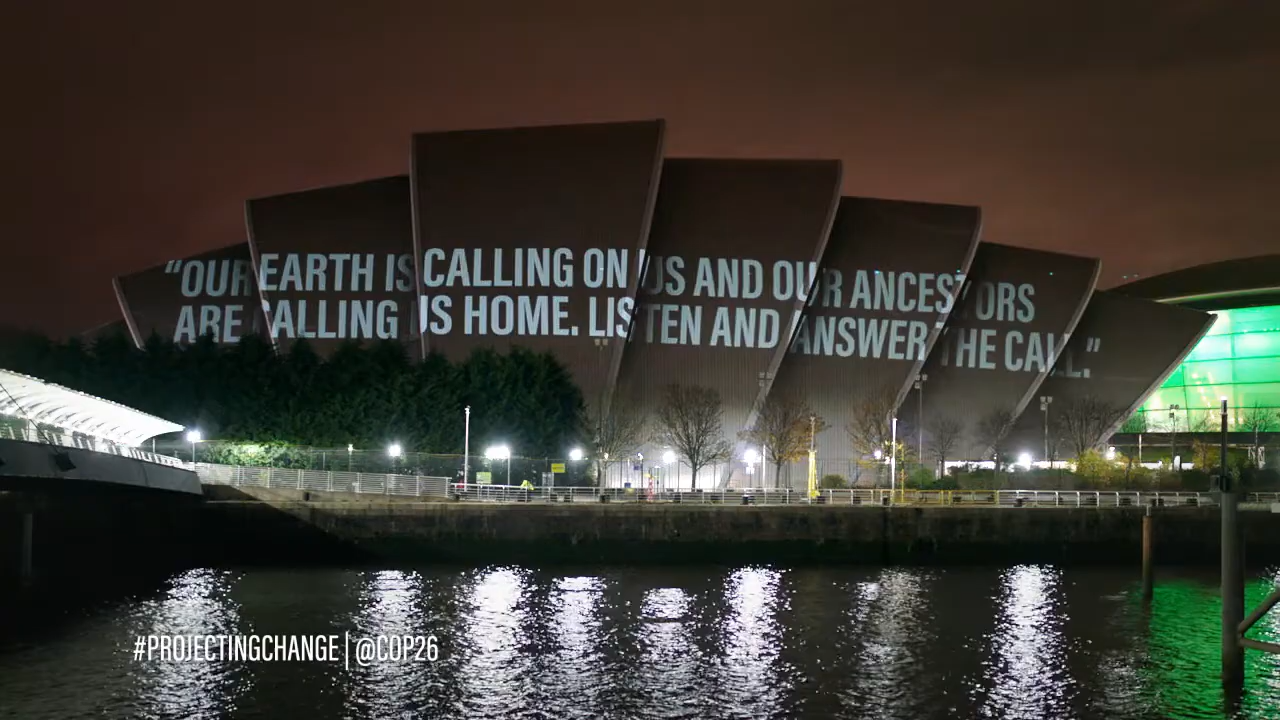 “OUR EARTH IS CALLING ON US AND OUR ANCESTORS
ARE CALLING US HOME. LISTEN AND ANSWER THE CALL.”
#PROJECTINGCHANGE | @COP26